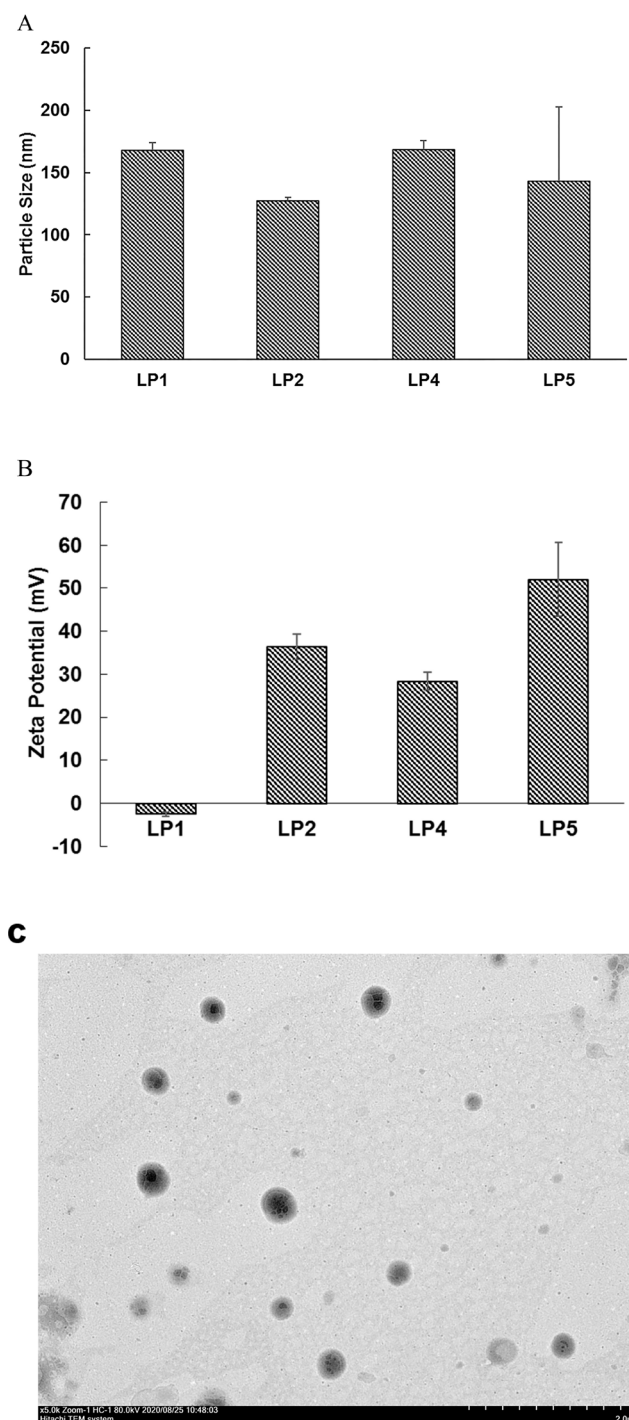 A
250
200
150
100
50
0
Particle Size (nm)
LP1 LP2 LP4 LP5
B
70
60
50
40
30
20
10
0
-10
Zeta Potential (mV)
LP1 LP2 LP4 LP5
C
x5.0k Zoom-1 HC-1 80.0kV 2020/08/25 10:48:03
Hitachi TEM system